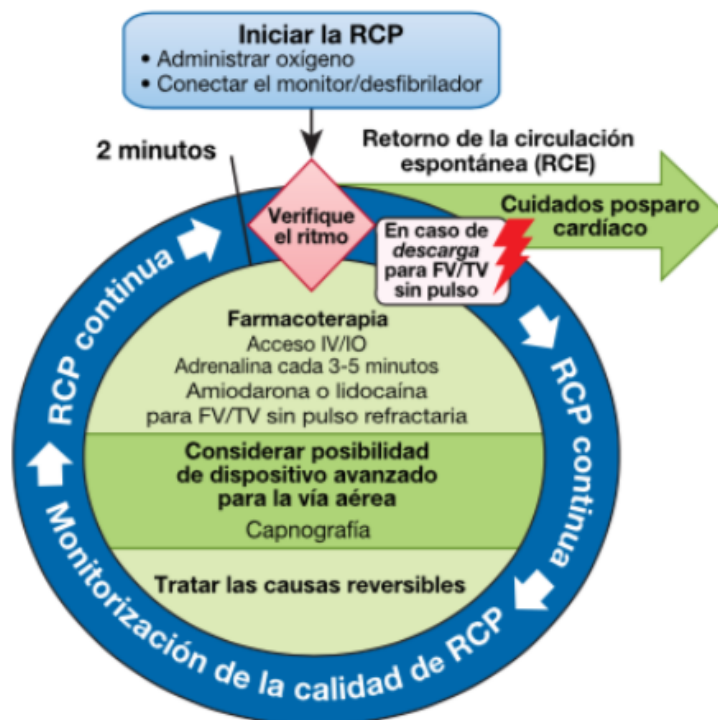 Iniciar la RCP
• Administrar oxígeno
• Conectar el monitor/desfibrilador
2 minutos
Retorno de la circulación
espontánea (RCE)
Verifique
el ritmo
Cuidados posparo
cardíaco
En caso de
descarga
para FV/TV
sin pulso
RCP continua
RCP continua
Farmacoterapia
Acceso IV/IO
Adrenalina cada 3-5 minutos
Amiodarona o lidocaína
para FV/TV sin pulso refractaria
Considerar posibilidad
de dispositivo avanzado
para la vía aérea
Capnografía
Tratar las causas reversibles
Monitorización de la calidad de RCP